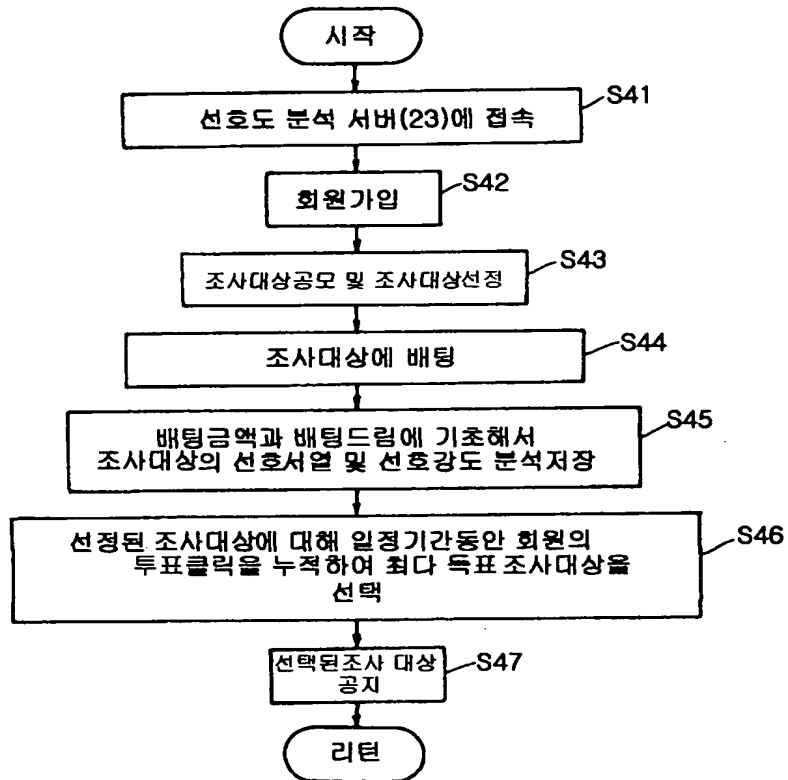 시작
선호도 분석 서버(23)에 접속
S41
회원가입
S42
조사대상공모 및 조사대상선정
S43
조사대상에 배팅
S44
배팅금액과 배팅드림에 기초해서
조사대상의 선호서열 및 선호강도 분석저장
S45
선정된 조사대상에 대해 일정기간동안 회원의
투표클릭을 누적하여 최다 득표 조사대상을
선택
S46
선택된조사 대상
공지
S47
리턴